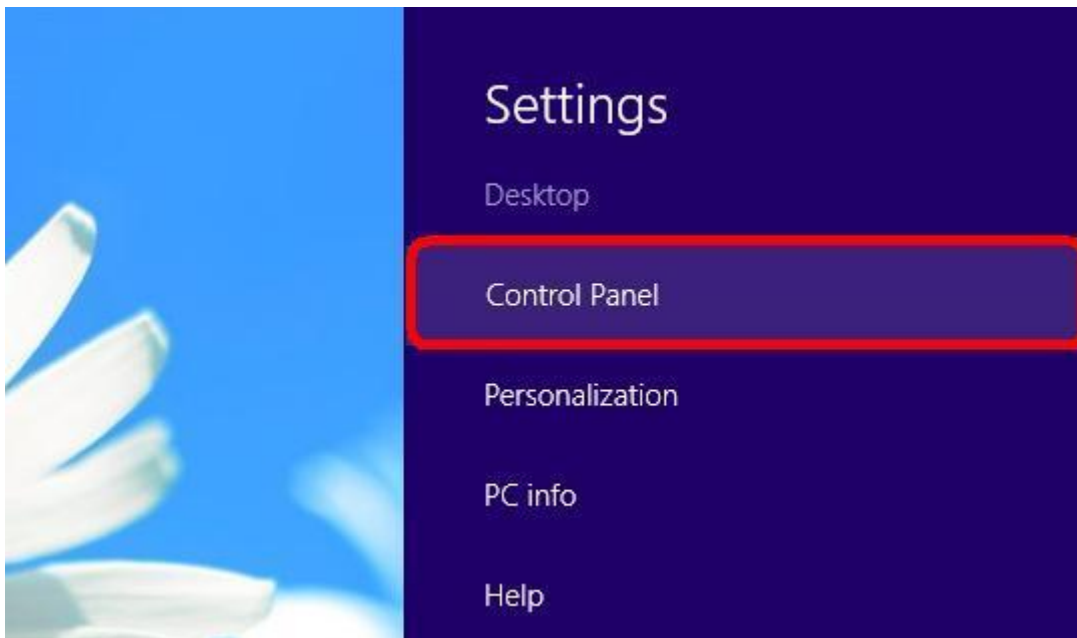 Settings
Desktop
Control Panel
Personalization
PC info
Help